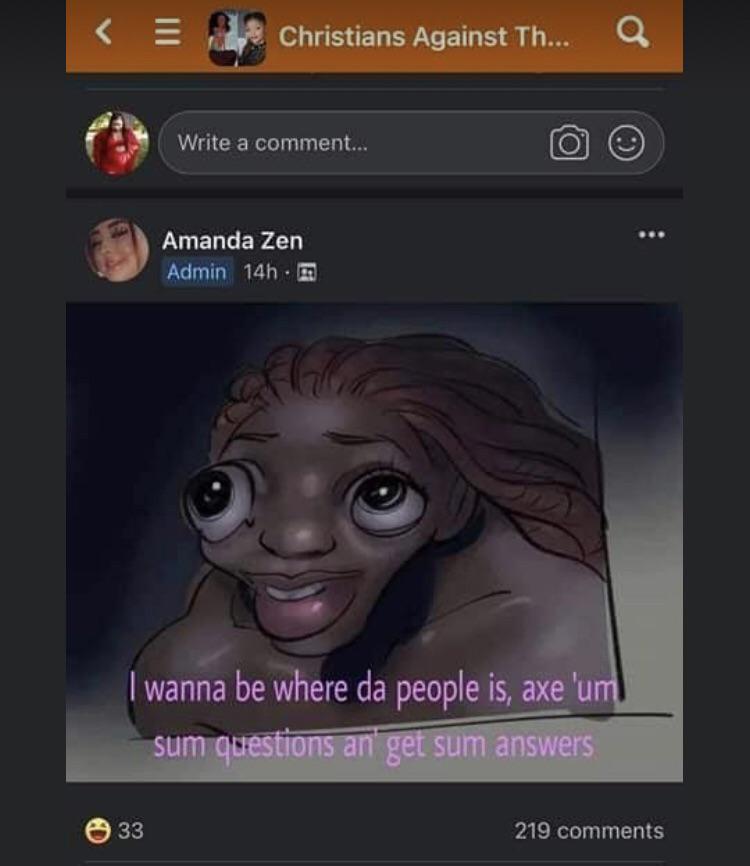 Christians Against Th...
Write a comment...
Amanda Zen
Admin 14h ·
I wanna be where da people is, axe 'um
sum questions an' get sum answers
33
219 comments